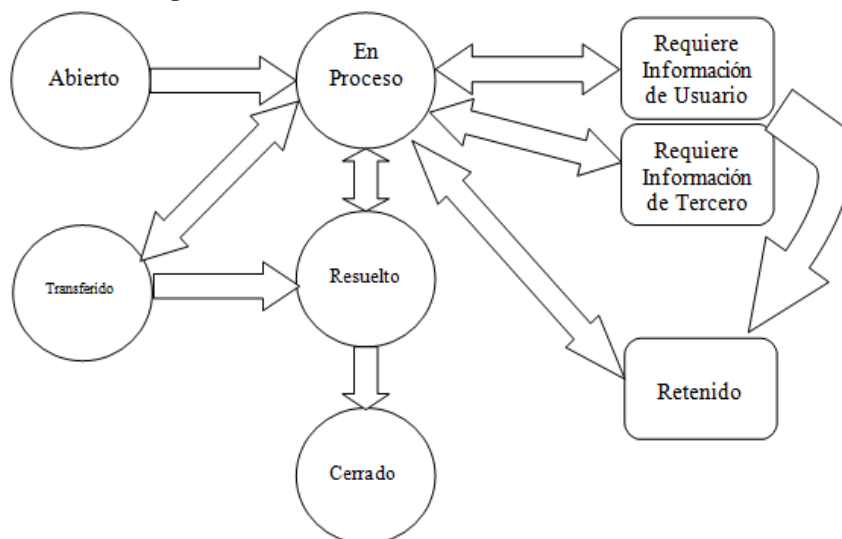 Abierto
En
Proceso
Requiere
Información
de Usuario
Requiere
Información
de Tercero
Transferido
Resuelto
Retenido
Cerrado